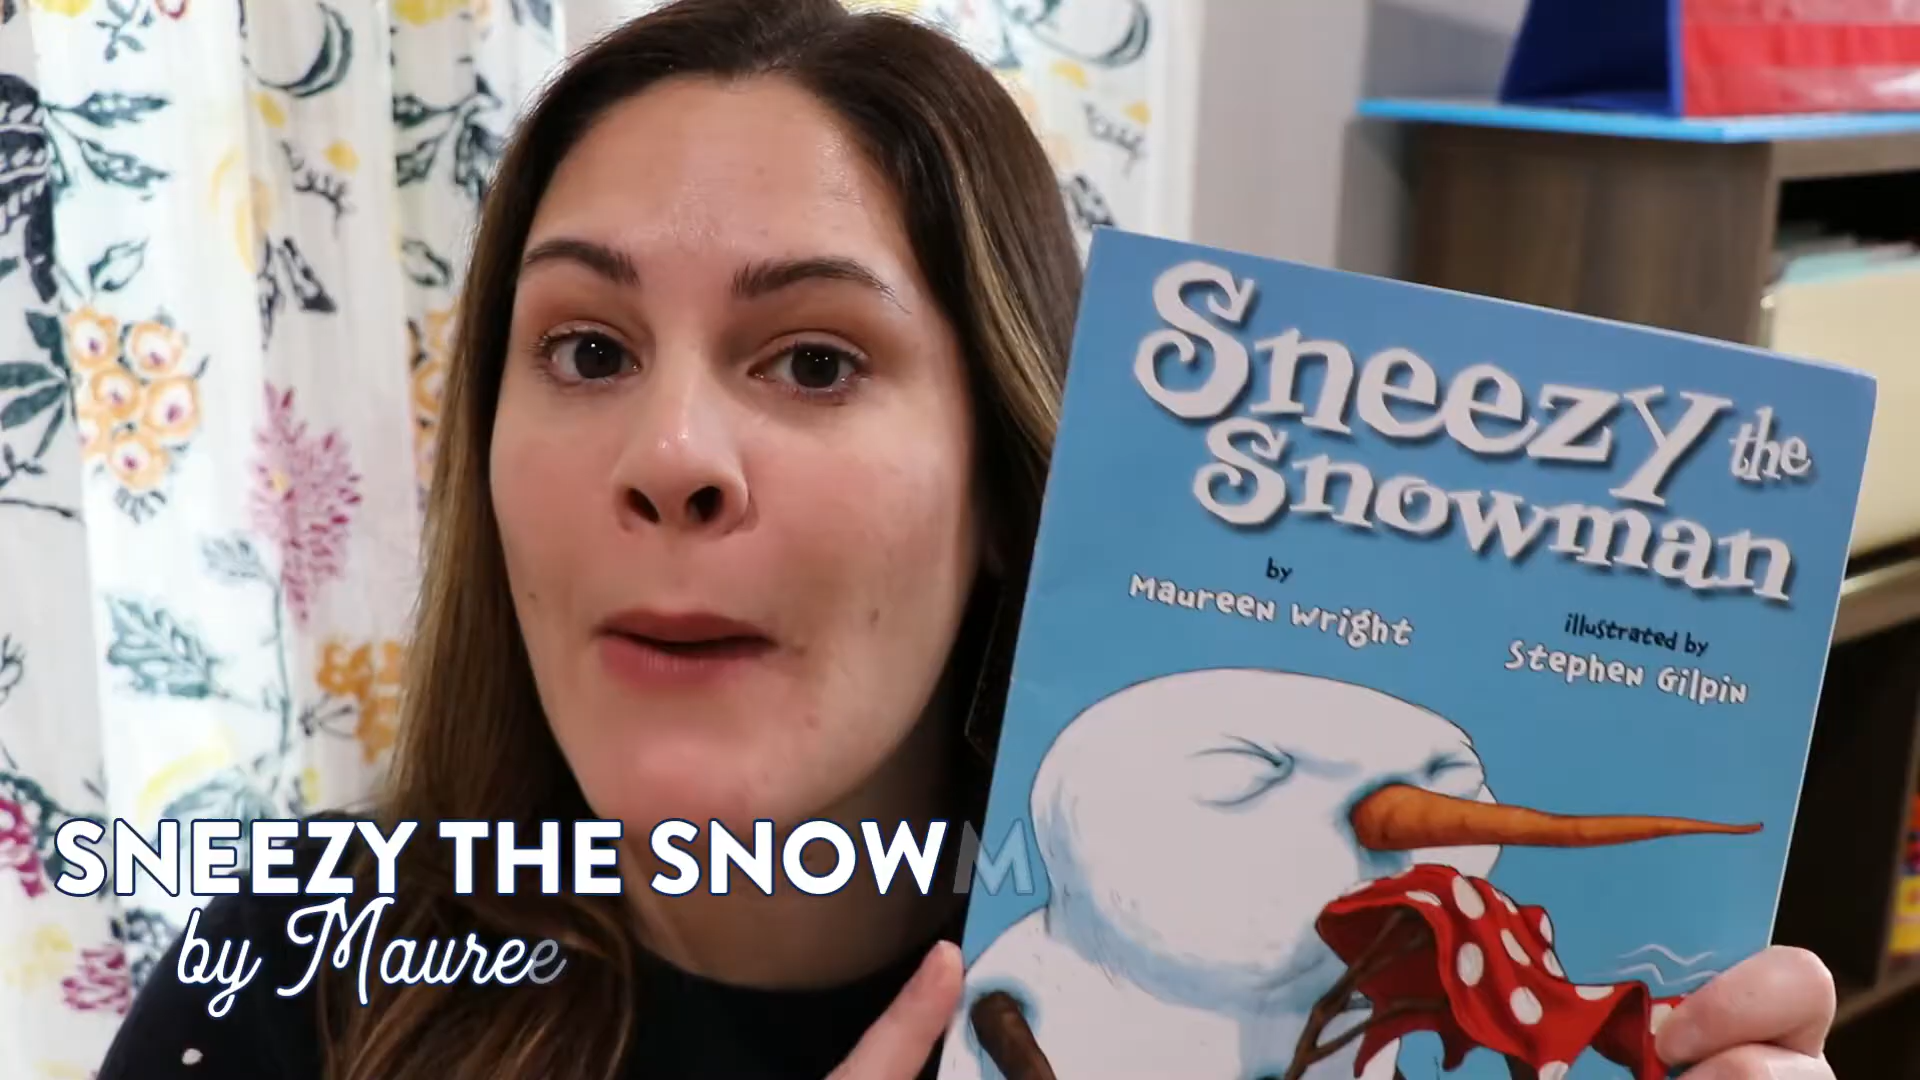 Sneezy the
Snowman
by
Maureen Wright
illustrated by
Stephen Gilpin
SNEEZY THE SNOWM
by Mauree